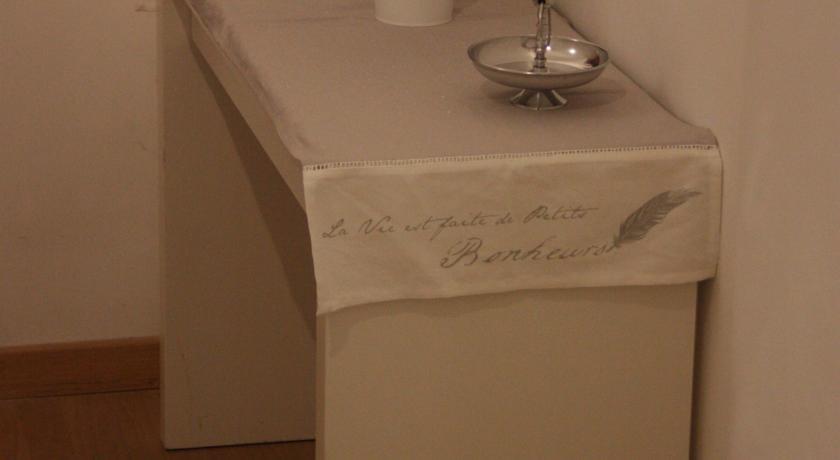 La Vie est faite de Petits
Bonheurs